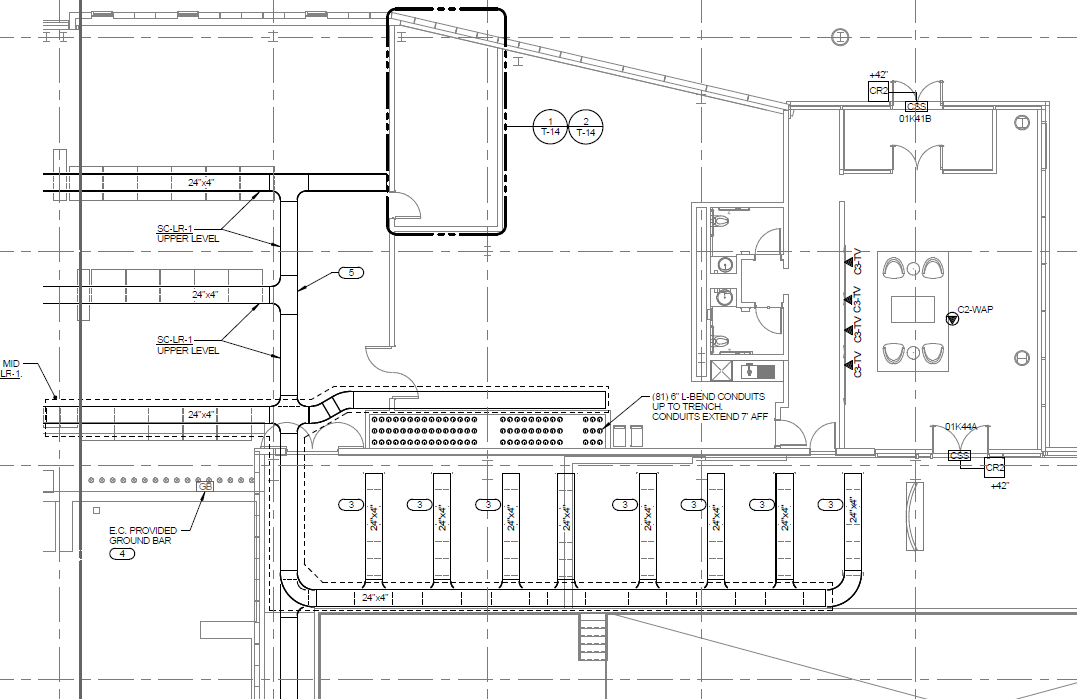 +42"
CR2
CSS
01K41B
1
T-14
2
T-14
24"x4"
SC-LR-1
UPPER LEVEL
5
24"x4"
SC-LR-1
UPPER LEVEL
C3-TV
C3-TV
C3-TV
C3-TV
C2-WAP
MID
LR-1.
24"x4"
(81) 6" L-BEND CONDUITS
UP TO TRENCH.
CONDUITS EXTEND 7' AFF
01K44A
CSS
CR2
+42"
GB
E.C. PROVIDED
GROUND BAR
4
3
24"x4"
3
24"x4"
3
24"x4"
24"x4"
3
24"x4"
3
24"x4"
3
24"x4"
3
24"x4"
24"x4"